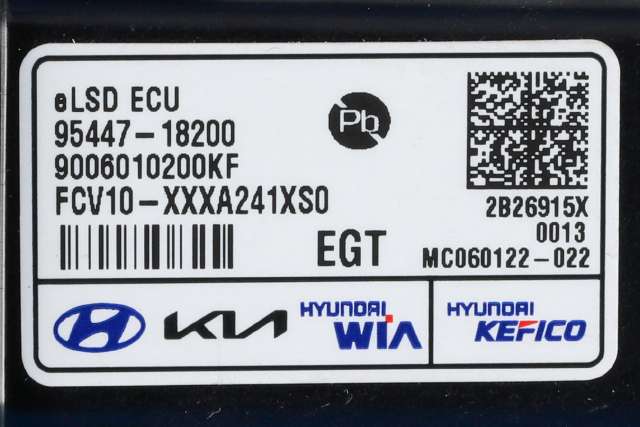 eLSD ECU
95447-18200
9006010200KF
FCV10-XXXA241XS0
Pb
2B26915X
0013
EGT
MC060122-022
KIA
HYUNDAI
WIA
HYUNDAI
KEFICO